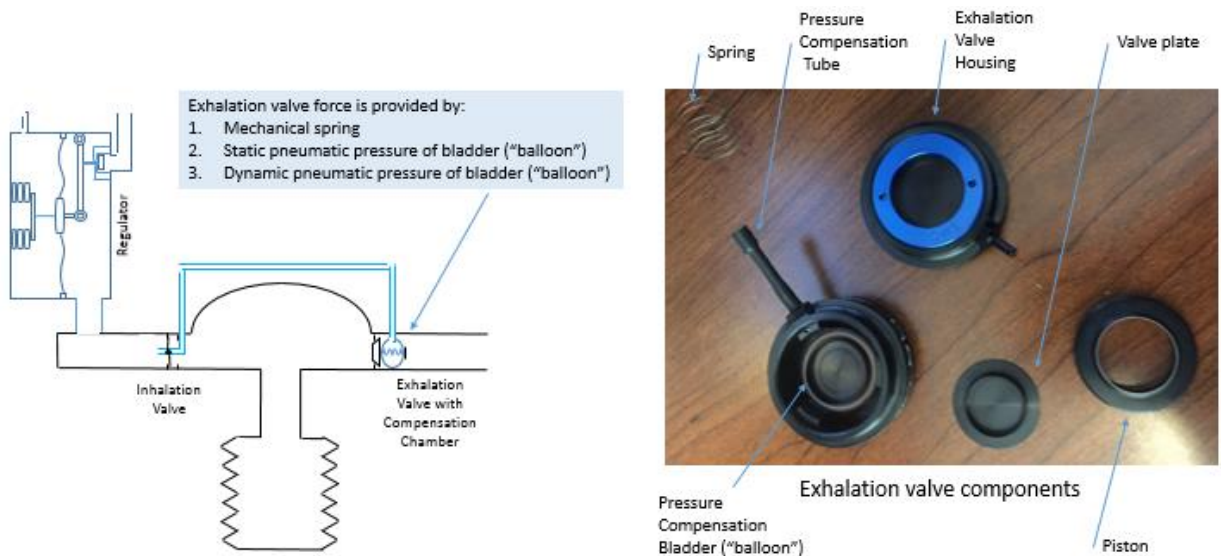 Exhalation valve force is provided by:
1. Mechanical spring
2. Static pneumatic pressure of bladder (“balloon”)
3. Dynamic pneumatic pressure of bladder (“balloon”)
Regulator
Inhalation
Valve
Exhalation
Valve with
Compensation
Chamber
Spring
Pressure
Compensation
Tube
Exhalation
Valve
Housing
Valve plate
Exhalation valve components
Pressure
Compensation
Bladder (“balloon”)
Piston